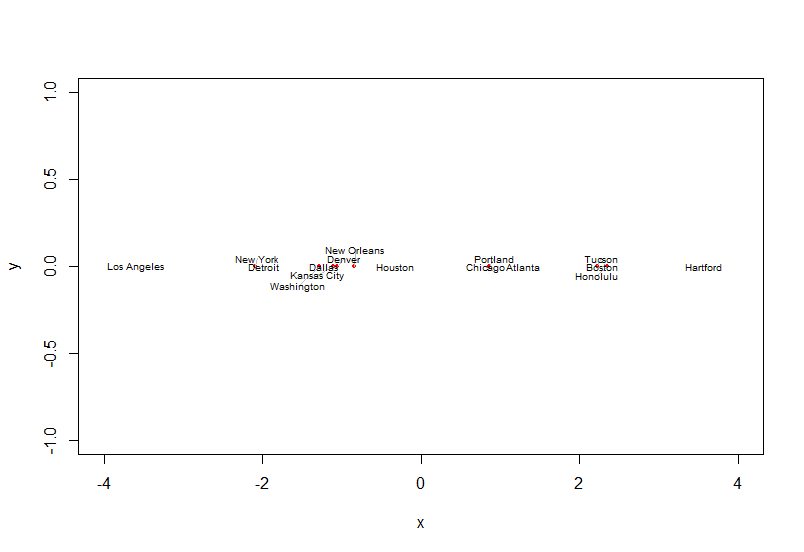 1.0
0.5
0.0
-0.5
-1.0
y
New Orleans
New York
Denver
Portland
Tucson
Los Angeles
Detroit
Dallas
Houston
Chicago
Atlanta
Boston
Hartford
Kansas City
Honolulu
Washington
-4
-2
0
2
4
x